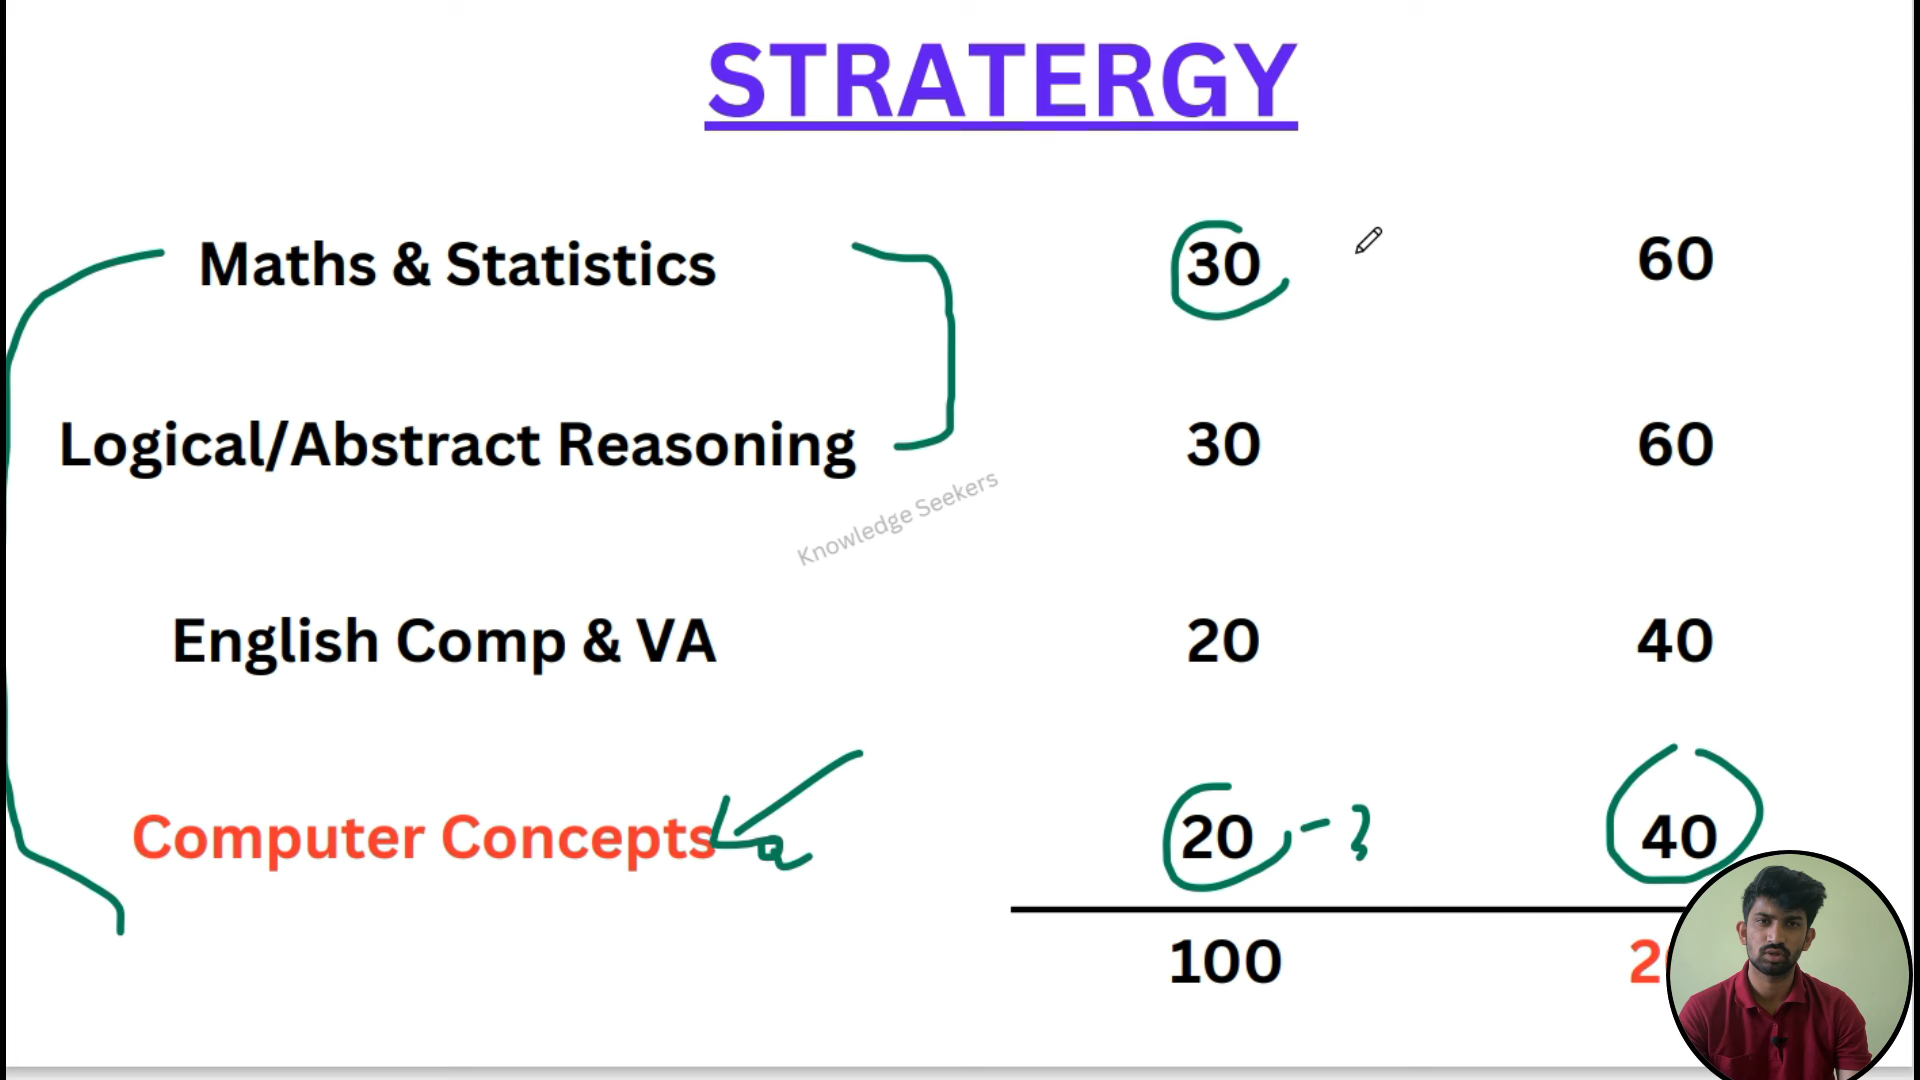 STRATERGY
Maths & Statistics 30 60
Logical/Abstract Reasoning 30 60
Knowledge Seekers
English Comp & VA 20 40
Computer Concepts 20 40
100